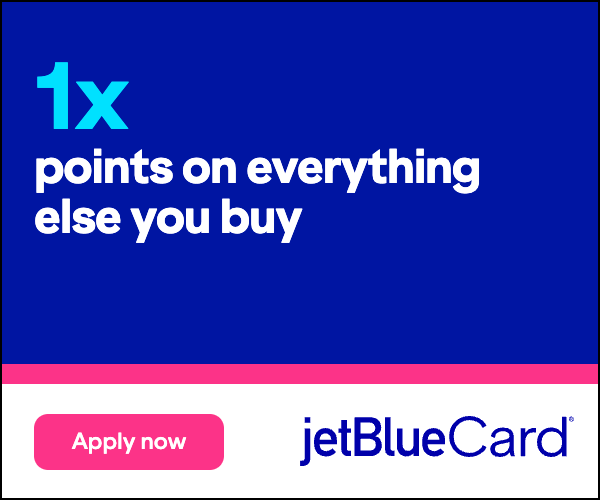 1x
points on everything
else you buy
Apply now
jetBlueCard®